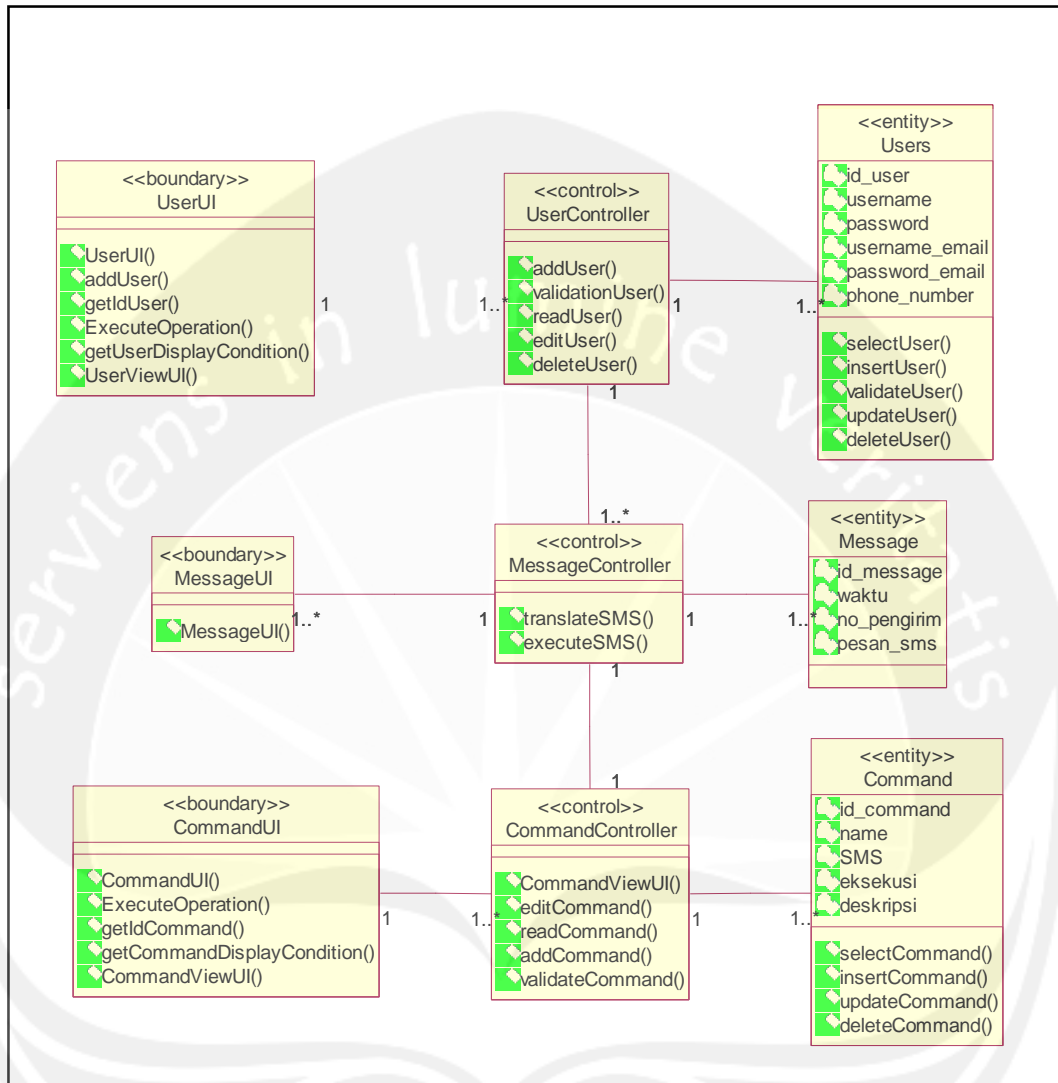 <<boundary>>
UserUI
UserUI()
addUser()
getIdUser()
ExecuteOperation()
getUserDisplayCondition()
UserViewUI()
1
1..*
<<control>>
UserController
addUser()
validationUser()
readUser()
editUser()
deleteUser()
1
1..*
1
<<entity>>
Users
id_user
username
password
username_email
password_email
phone_number
selectUser()
insertUser()
validateUser()
updateUser()
deleteUser()
serviens in lumine veritatis
<<boundary>>
MessageUI
MessageUI()
1..*
1
1..*
<<control>>
MessageController
translateSMS()
executeSMS()
1
1..*
1
<<entity>>
Message
id_message
waktu
no_pengirim
pesan_sms
<<boundary>>
CommandUI
CommandUI()
ExecuteOperation()
getIdCommand()
getCommandDisplayCondition()
CommandViewUI()
1
1..*
1
<<control>>
CommandController
CommandViewUI()
editCommand()
readCommand()
addCommand()
validateCommand()
1
1..*
<<entity>>
Command
id_command
name
SMS
eksekusi
deskripsi
selectCommand()
insertCommand()
updateCommand()
deleteCommand()